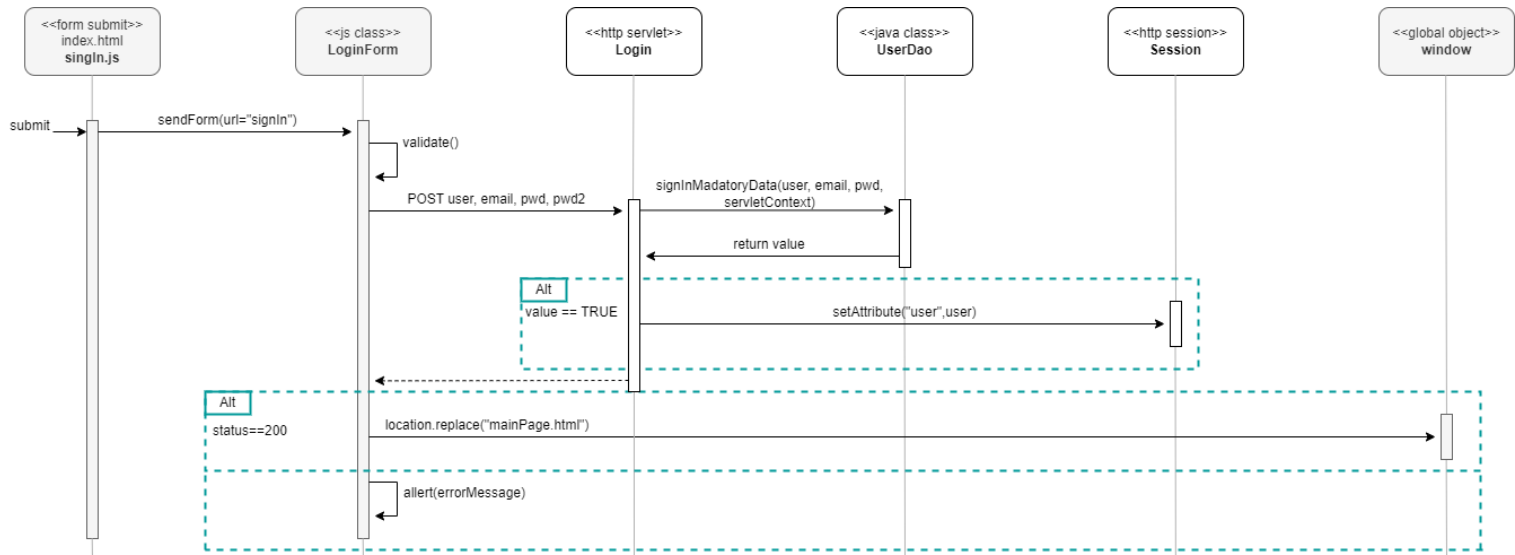 <<form submit>>
index.html
singIn.js
<<js class>>
LoginForm
<<http servlet>>
Login
<<java class>>
UserDao
<<http session>>
Session
<<global object>>
window
submit
sendForm(url="signIn")
validate()
POST user, email, pwd, pwd2
signInMadatoryData(user, email, pwd,
servletContext)
return value
Alt
value == TRUE
setAttribute("user",user)
Alt
status==200
location.replace("mainPage.html")
allert(errorMessage)